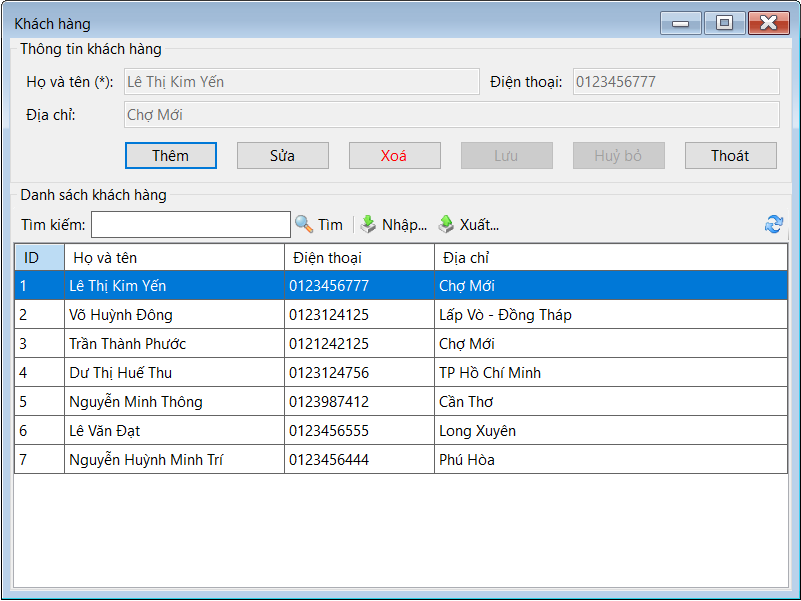 Khách hàng
Thông tin khách hàng
Họ và tên (*): Lê Thị Kim Yến Điện thoại: 0123456777
Địa chỉ: Chợ Mới
Thêm Sửa Xoá Lưu Huỷ bỏ Thoát
Danh sách khách hàng
Tìm kiếm: Tìm Nhập... Xuất...
ID Họ và tên Điện thoại Địa chỉ
1 Lê Thị Kim Yến 0123456777 Chợ Mới
2 Võ Huỳnh Đông 0123124125 Lấp Vò - Đồng Tháp
3 Trần Thành Phước 0121242125 Chợ Mới
4 Dư Thị Huế Thu 0123124756 TP Hồ Chí Minh
5 Nguyễn Minh Thông 0123987412 Cần Thơ
6 Lê Văn Đạt 0123456555 Long Xuyên
7 Nguyễn Huỳnh Minh Trí 0123456444 Phú Hòa